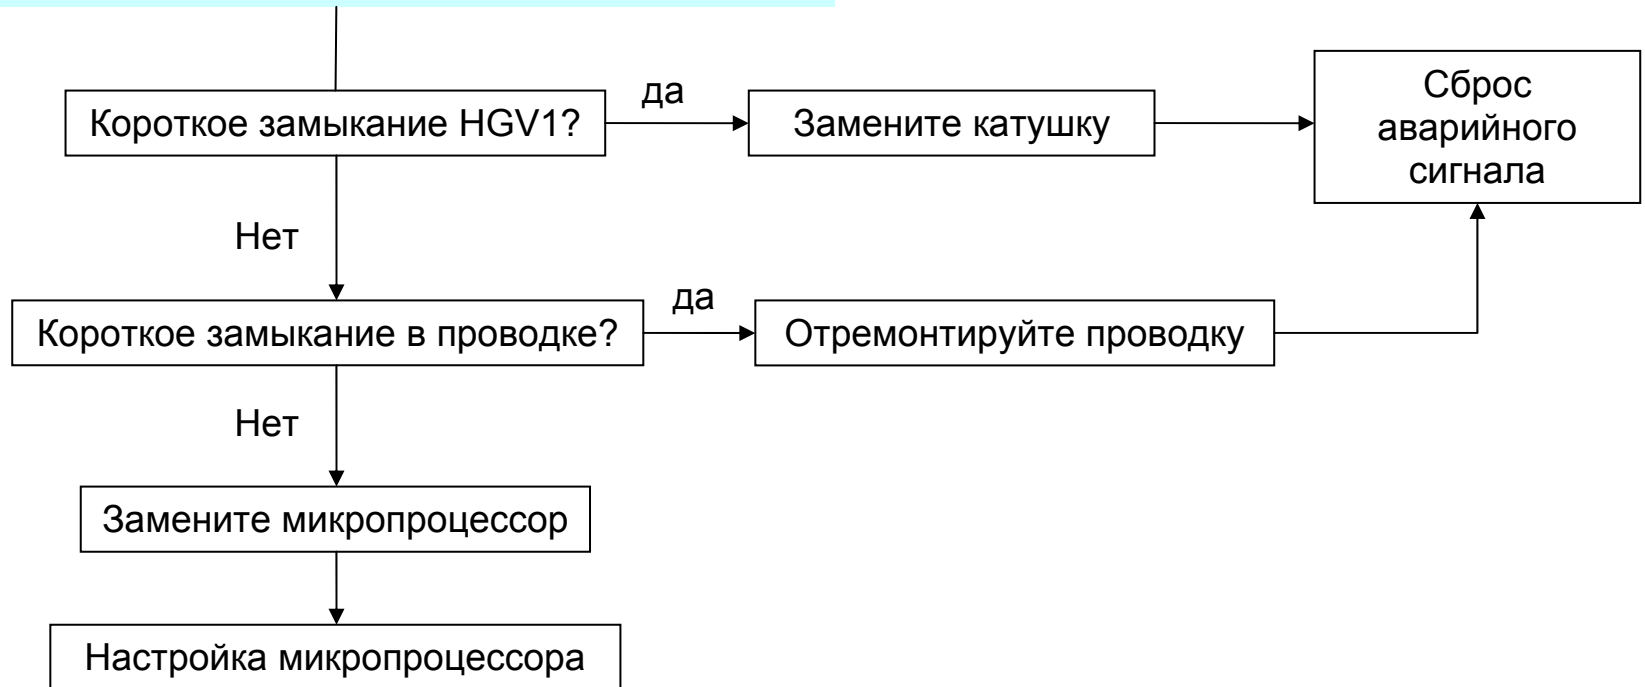 Короткое замыкание HGV1?
да
Замените катушку
Сброс
аварийного
сигнала
Нет
Короткое замыкание в проводке?
да
Отремонтируйте проводку
Нет
Замените микропроцессор
Настройка микропроцессора